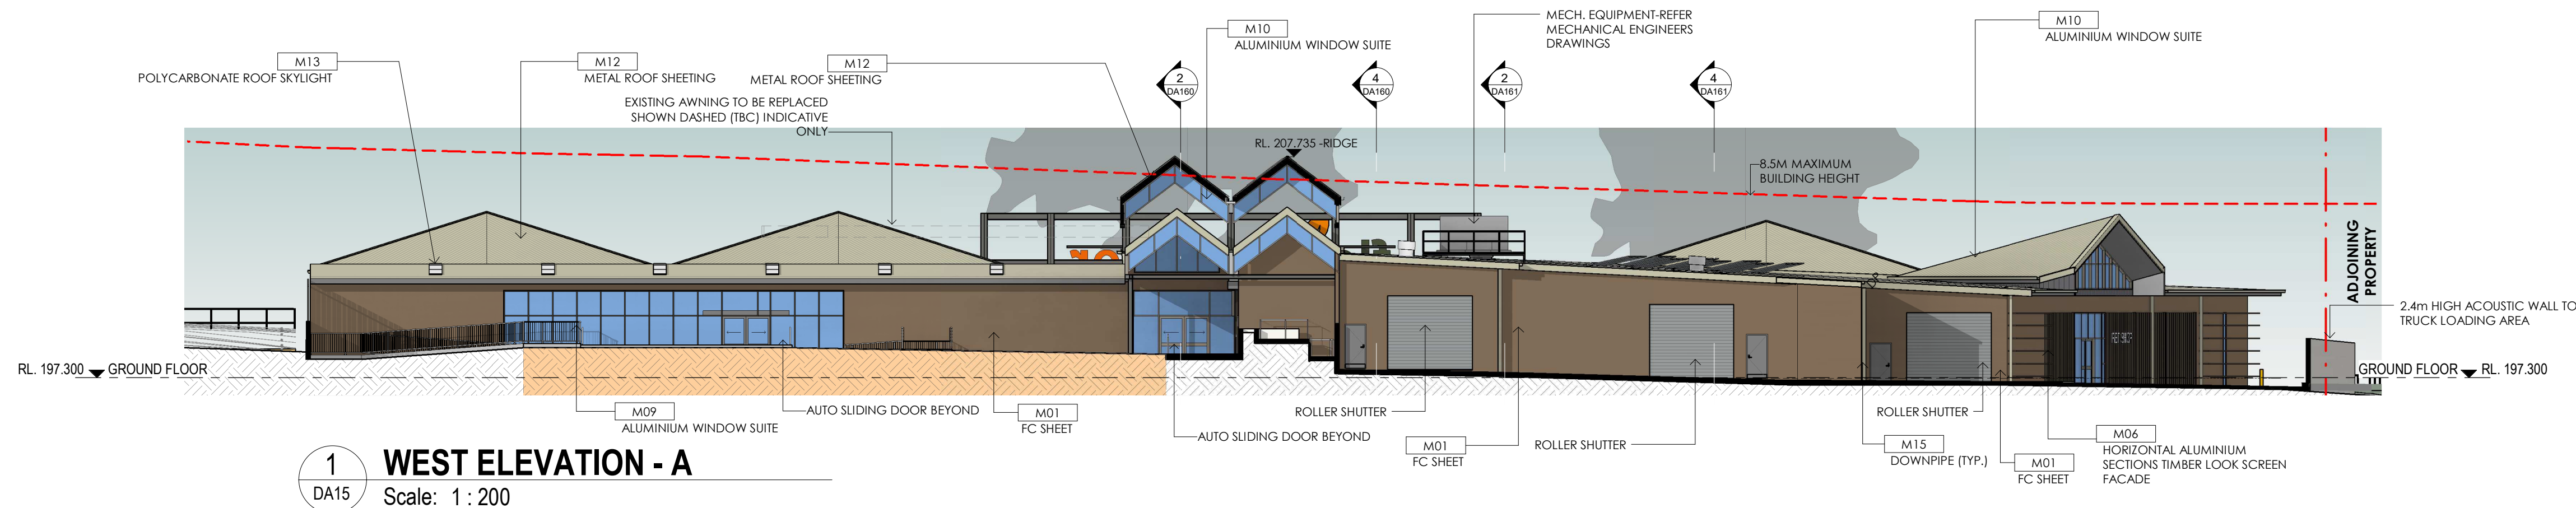 M10
ALUMINIUM WINDOW SUITE
MECH. EQUIPMENT-REFER
MECHANICAL ENGINEERS
DRAWINGS
M10
ALUMINIUM WINDOW SUITE
M13
POLYCARBONATE ROOF SKYLIGHT
M12
METAL ROOF SHEETING
M12
METAL ROOF SHEETING
EXISTING AWNING TO BE REPLACED
SHOWN DASHED (TBC) INDICATIVE
ONLY
2
DA160
4
DA160
2
DA161
4
DA161
RL. 207.735 -RIDGE
8.5M MAXIMUM
BUILDING HEIGHT
ADJOINING
PROPERTY
2.4m HIGH ACOUSTIC WALL TO
TRUCK LOADING AREA
RL. 197.300
GROUND FLOOR
GROUND FLOOR
RL. 197.300
M09
ALUMINIUM WINDOW SUITE
AUTO SLIDING DOOR BEYOND
M01
FC SHEET
AUTO SLIDING DOOR BEYOND
ROLLER SHUTTER
M01
FC SHEET
ROLLER SHUTTER
ROLLER SHUTTER
M15
DOWNPIPE (TYP.)
M01
FC SHEET
M06
HORIZONTAL ALUMINIUM
SECTIONS TIMBER LOOK SCREEN
FACADE
1
DA15
WEST ELEVATION - A
Scale: 1 : 200